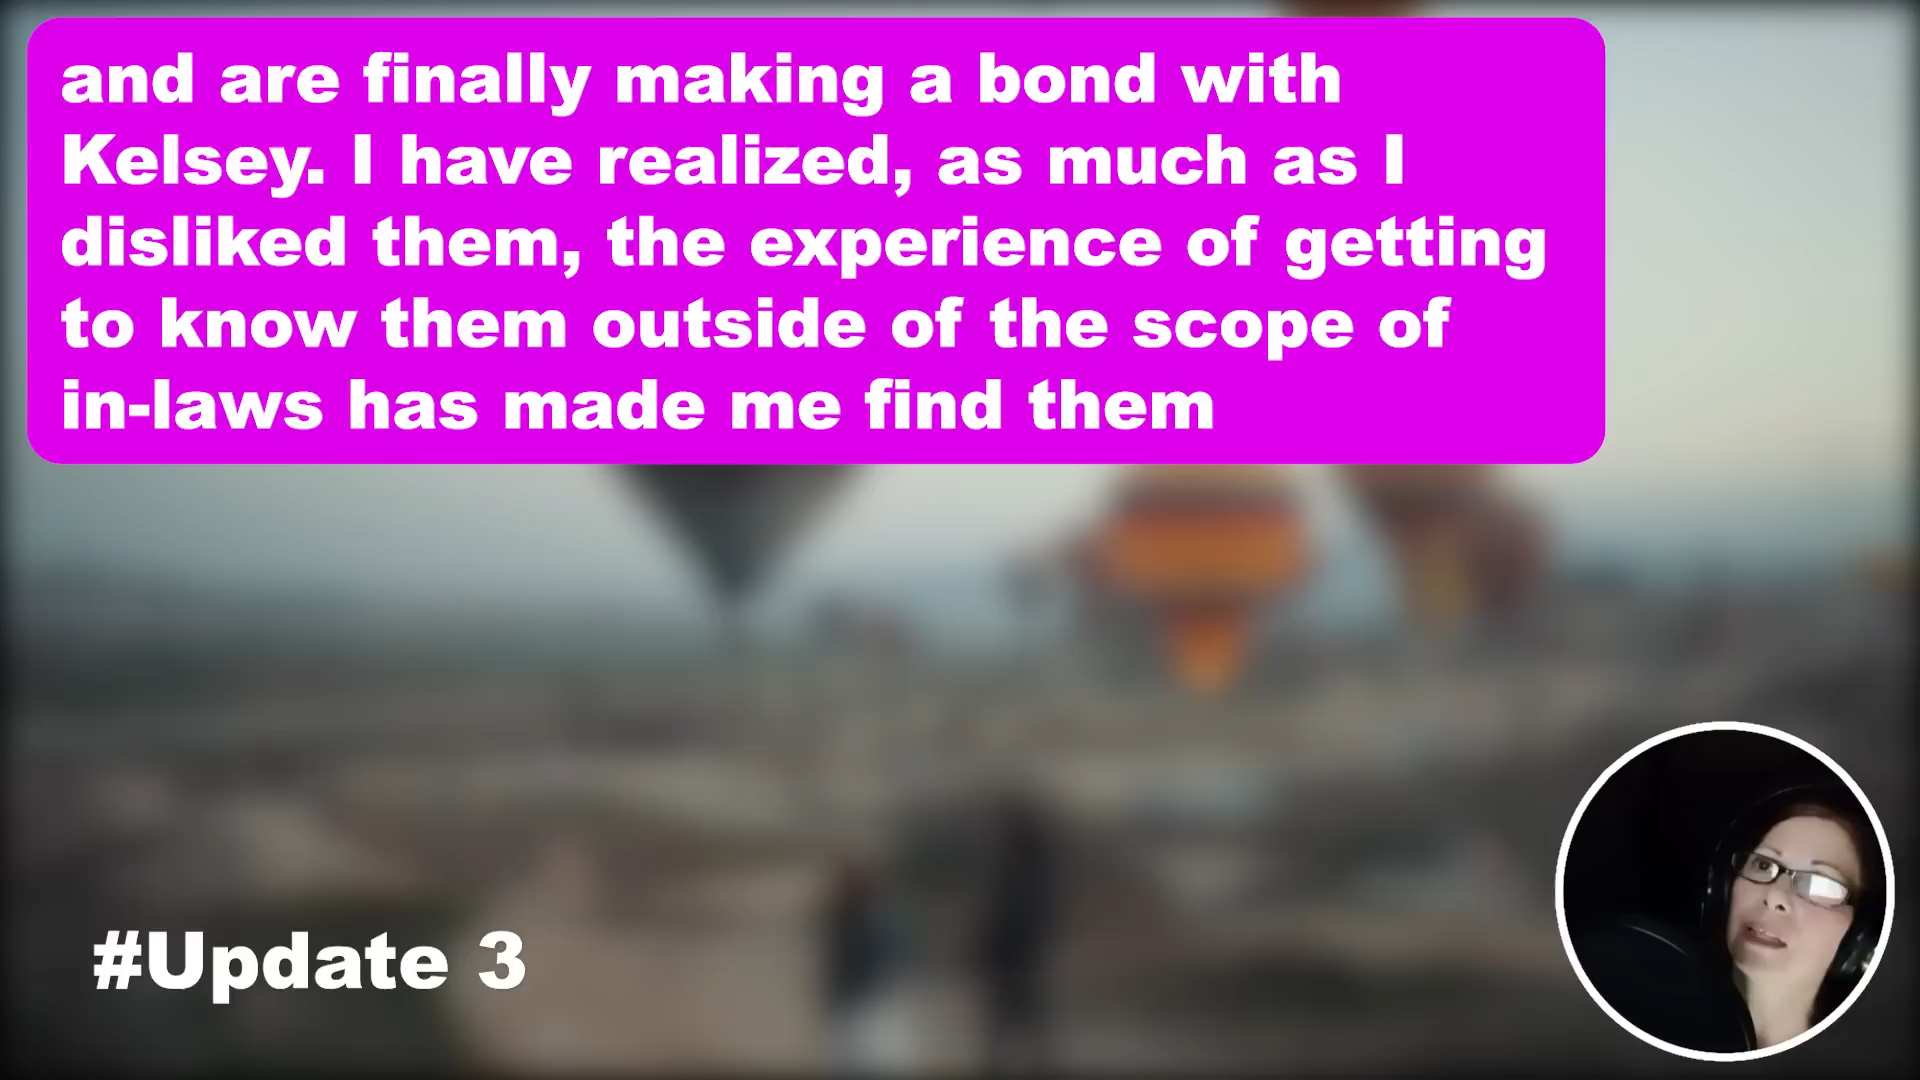 and are finally making a bond with
Kelsey. I have realized, as much as I
disliked them, the experience of getting
to know them outside of the scope of
in-laws has made me find them
#Update 3